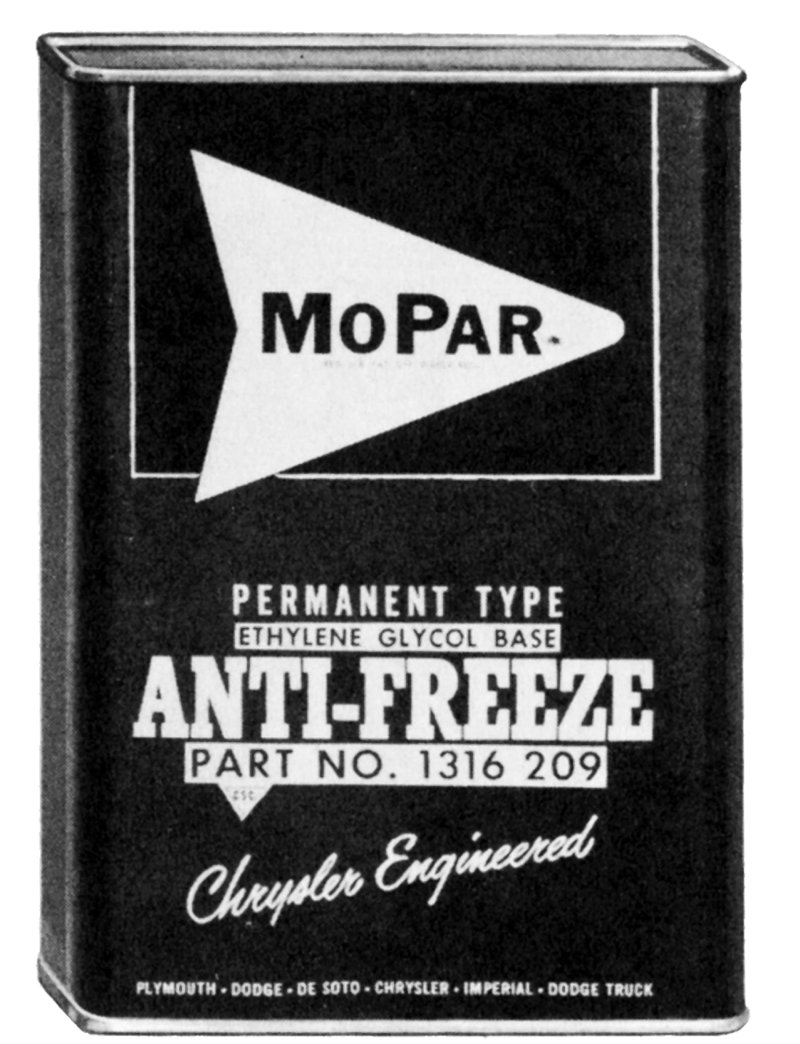 MOPAR
PERMANENT TYPE
ETHYLENE GLYCOL BASE
ANTI-FREEZE
PART NO. 1316 209
Chrysler Engineered
PLYMOUTH • DODGE • DE SOTO • CHRYSLER • IMPERIAL • DODGE TRUCK